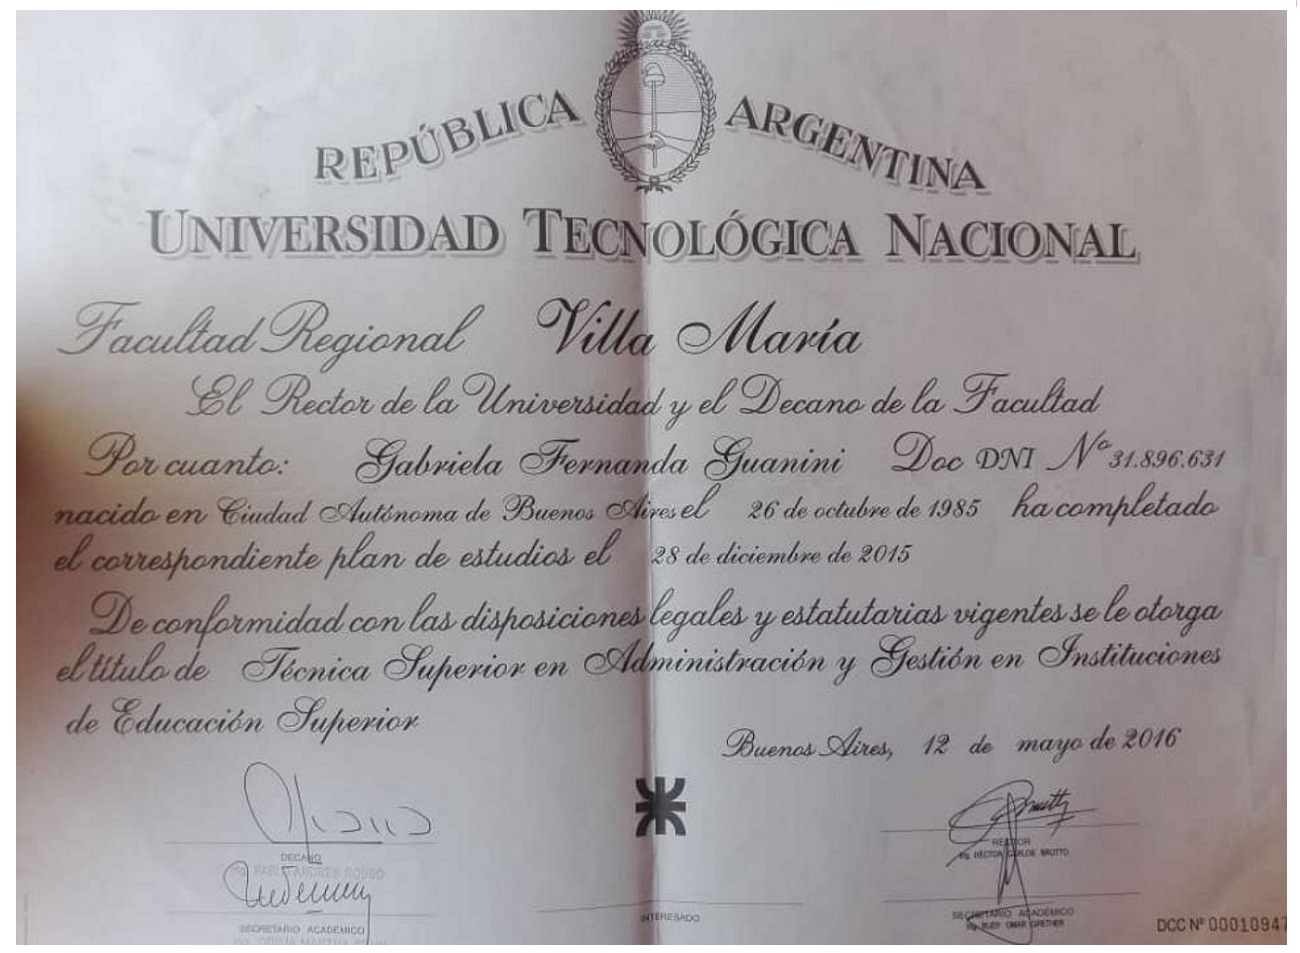 REPÚBLICA ARGENTINA
UNIVERSIDAD TECNOLÓGICA NACIONAL
Facultad Regional Villa María
El Rector de la Universidad y el Decano de la Facultad
Por cuanto: Gabriela Fernanda Guanini Doc DNI Nº 31.896.631
nacido en Ciudad Autónoma de Buenos Aires el 26 de octubre de 1985 ha completado
el correspondiente plan de estudios el 28 de diciembre de 2015
De conformidad con las disposiciones legales y estatutarias vigentes se le otorga
el título de Técnica Superior en Administración y Gestión en Instituciones
de Educación Superior
Buenos Aires, 12 de mayo de 2016
DECANO
Ing. PABLO ANDRES ROSSO
SECRETARIO ACADÉMICO
INTERESADO
RECTOR
Ing. HECTOR CARLOS BROTTO
SECRETARIO ACADÉMICO
Ing. RUDY OMAR GRETHER
DCC Nº 00010947